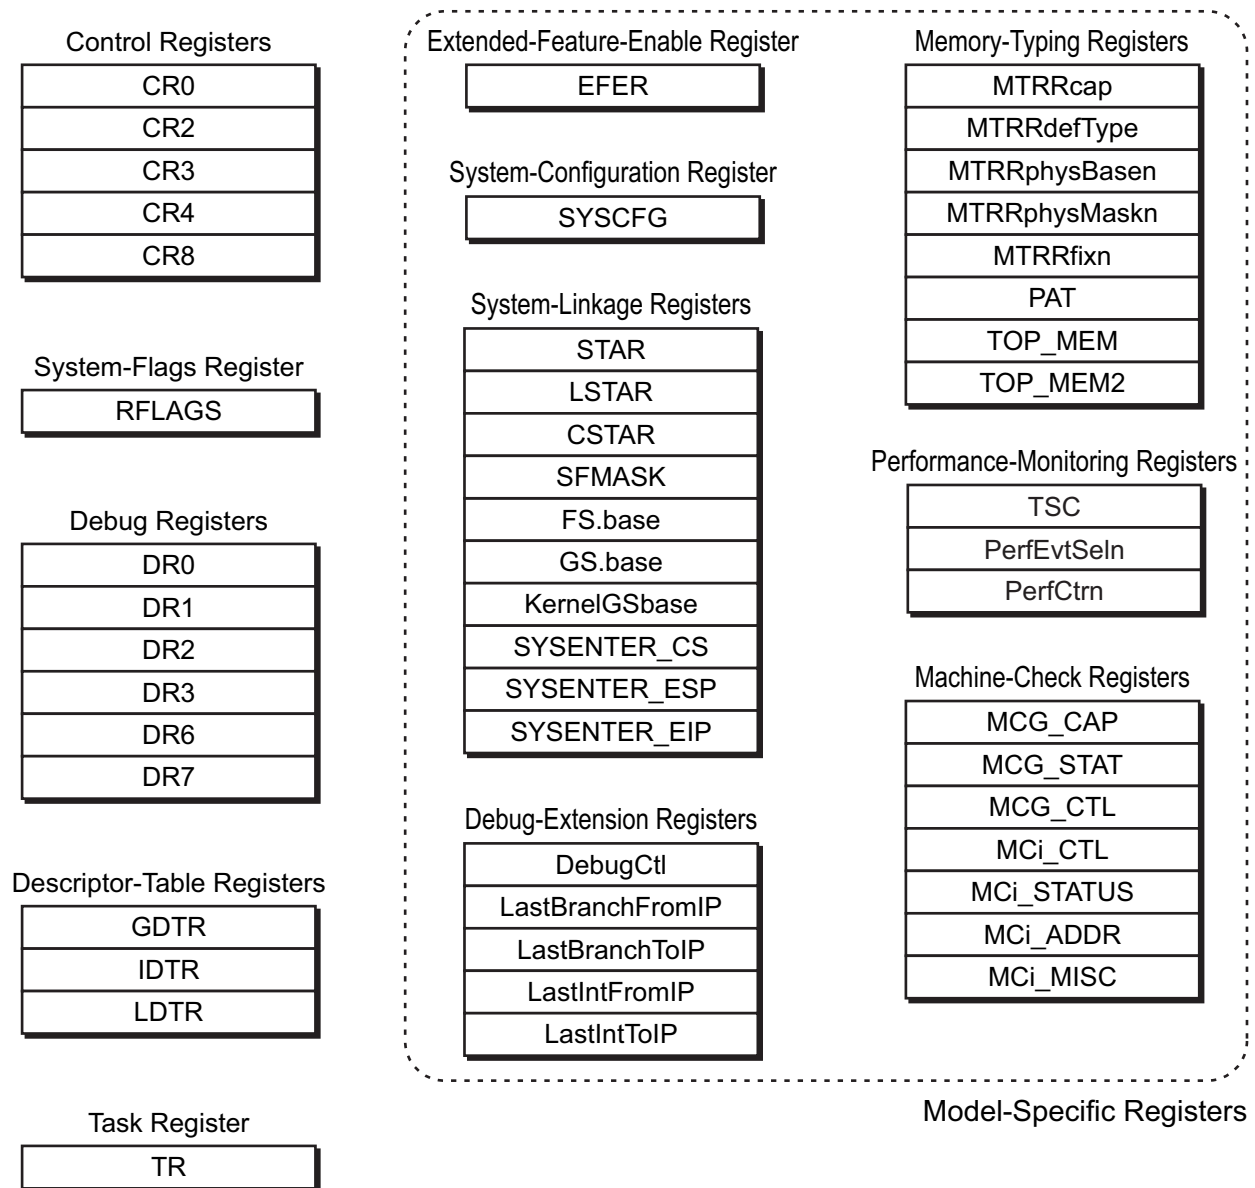 Control Registers
CR0
CR2
CR3
CR4
CR8
System-Flags Register
RFLAGS
Debug Registers
DR0
DR1
DR2
DR3
DR6
DR7
Descriptor-Table Registers
GDTR
IDTR
LDTR
Task Register
TR
Extended-Feature-Enable Register
EFER
System-Configuration Register
SYSCFG
System-Linkage Registers
STAR
LSTAR
CSTAR
SFMASK
FS.base
GS.base
KernelGSbase
SYSENTER_CS
SYSENTER_ESP
SYSENTER_EIP
Debug-Extension Registers
DebugCtl
LastBranchFromIP
LastBranchToIP
LastIntFromIP
LastIntToIP
Memory-Typing Registers
MTRRcap
MTRRdefType
MTRRphysBasen
MTRRphysMaskn
MTRRfixn
PAT
TOP_MEM
TOP_MEM2
Performance-Monitoring Registers
TSC
PerfEvtSeln
PerfCtrn
Machine-Check Registers
MCG_CAP
MCG_STAT
MCG_CTL
MCi_CTL
MCi_STATUS
MCi_ADDR
MCi_MISC
Model-Specific Registers